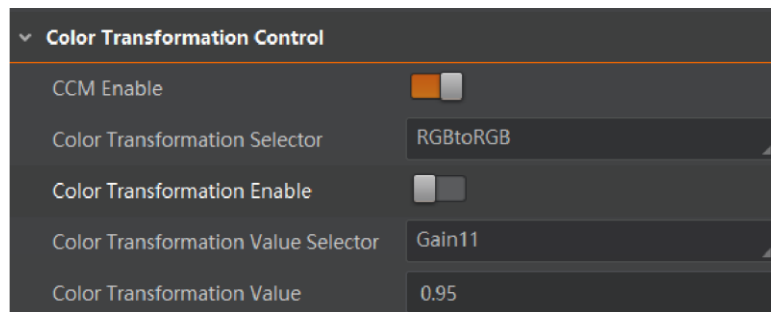 Color Transformation Control
CCM Enable
Color Transformation Selector RGBtoRGB
Color Transformation Enable
Color Transformation Value Selector Gain11
Color Transformation Value 0.95